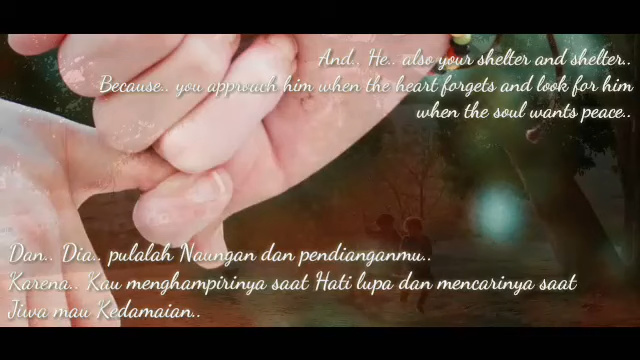 And.. He.. also your shelter and shelter..
Because.. you approach him when the heart forgets and look for him
when the soul wants peace..
Dan.. Dia.. pulalah Naungan dan pendianganmu..
Karena.. Kau menghampirinya saat Hati lupa dan mencarinya saat
Jiwa mau Kedamaian..